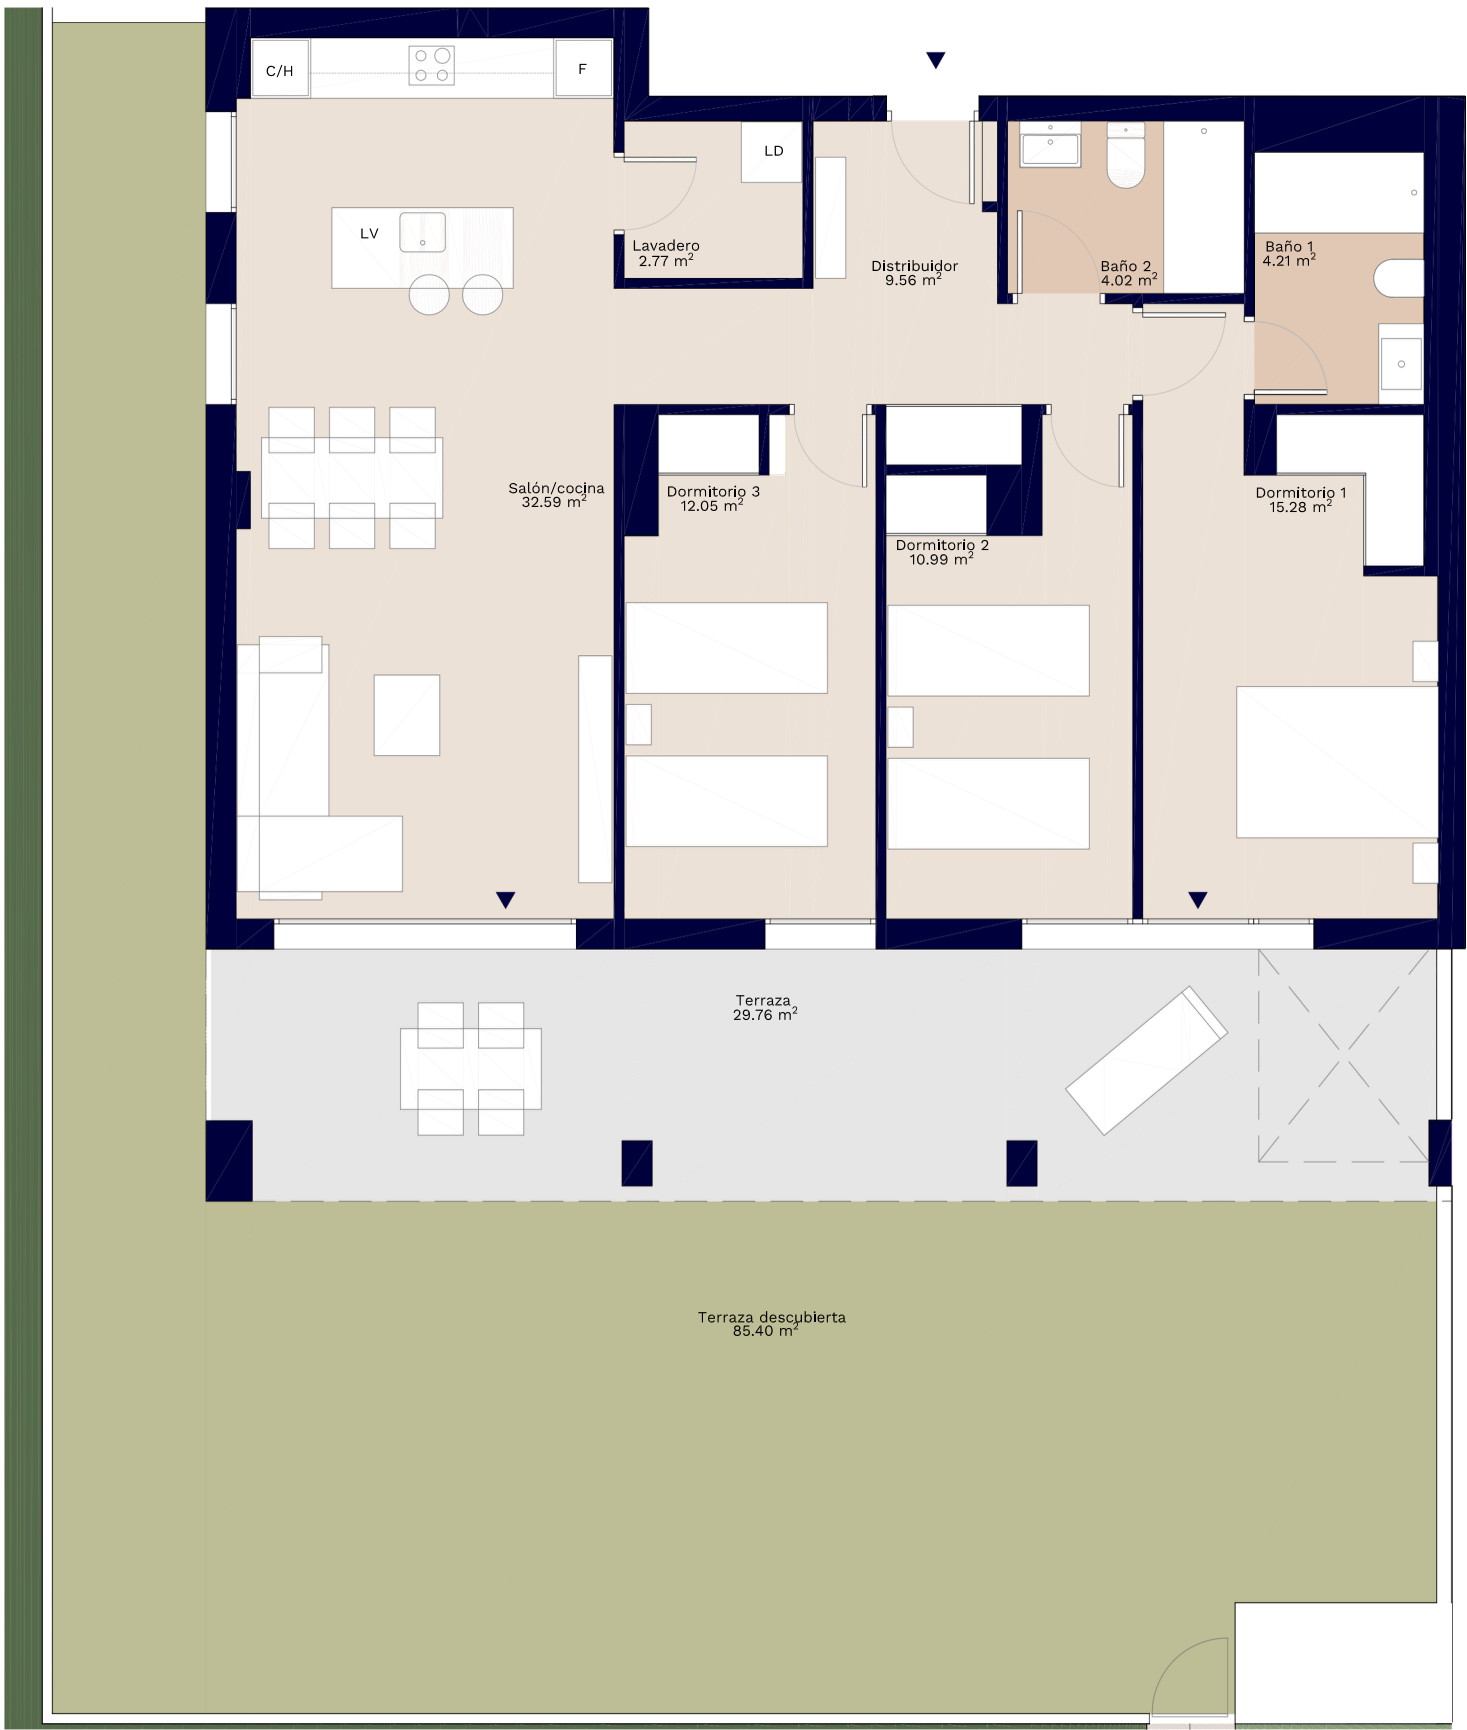 C/H
F
LD
LV
Lavadero
2.77 m²
Distribuidor
9.56 m²
Baño 2
4.02 m²
Baño 1
4.21 m²
Salón/cocina
32.59 m²
Dormitorio 3
12.05 m²
Dormitorio 2
10.99 m²
Dormitorio 1
15.28 m²
Terraza
29.76 m²
Terraza descubierta
85.40 m²